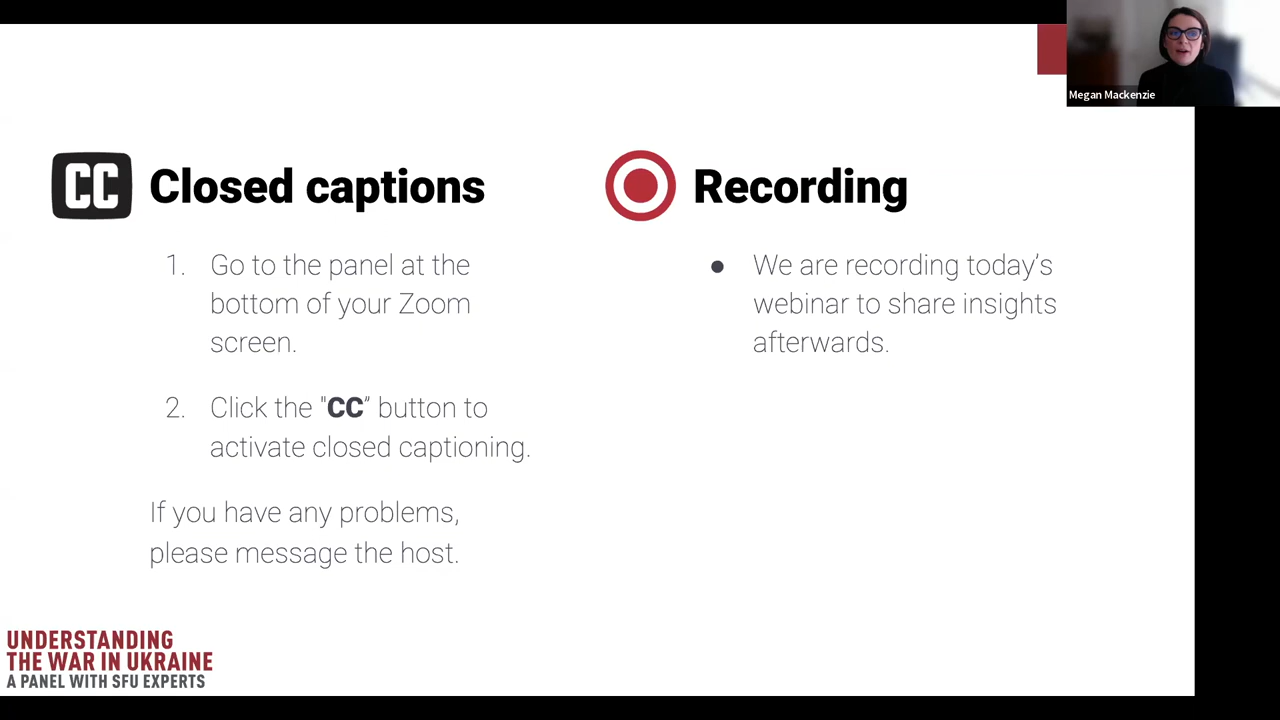 Megan Mackenzie
CC Closed captions
1. Go to the panel at the
bottom of your Zoom
screen.
2. Click the "CC” button to
activate closed captioning.
If you have any problems,
please message the host.
Recording
● We are recording today’s
webinar to share insights
afterwards.
UNDERSTANDING
THE WAR IN UKRAINE
A PANEL WITH SFU EXPERTS